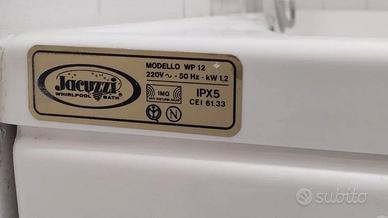 Jacuzzi
WHIRLPOOL BATH
MODELLO WP 12
220V ~ - 50 Hz - kW 1,2
IMQ
IPX5
CEI 61.33
N
subito